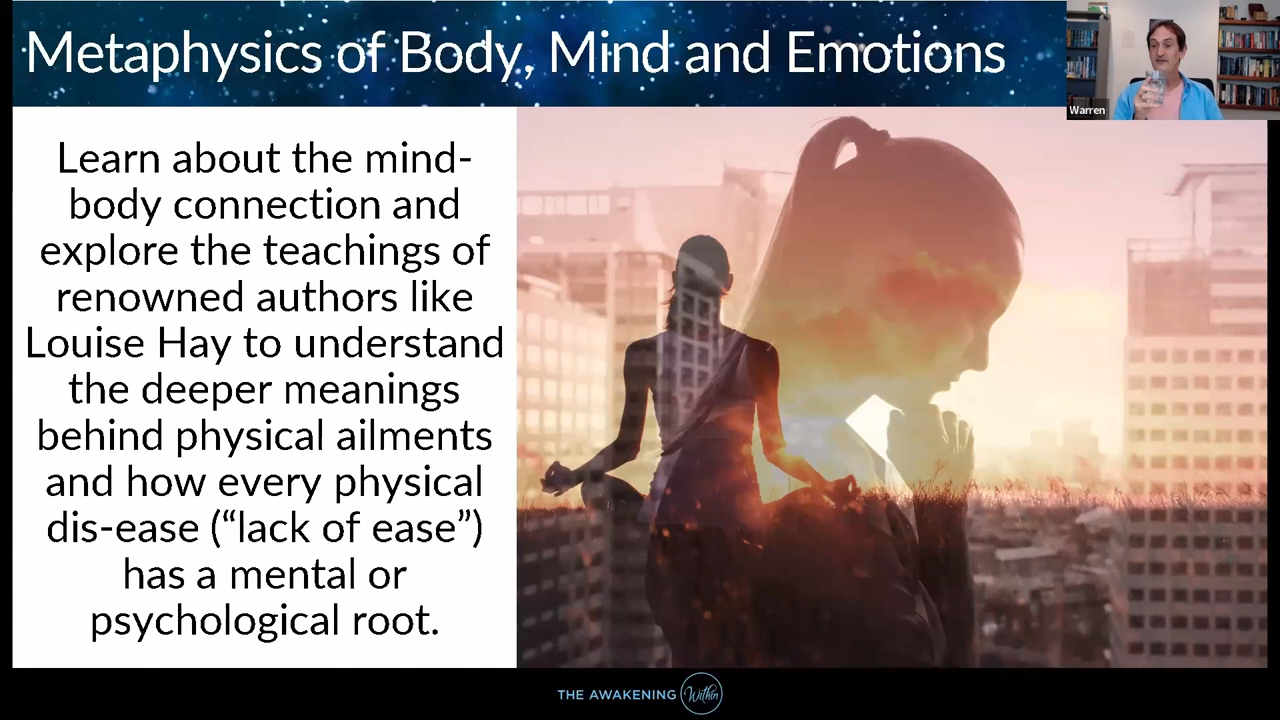 Metaphysics of Body, Mind and Emotions
Warren
Learn about the mind-
body connection and
explore the teachings of
renowned authors like
Louise Hay to understand
the deeper meanings
behind physical ailments
and how every physical
dis-ease (“lack of ease”)
has a mental or
psychological root.
THE AWAKENING Within